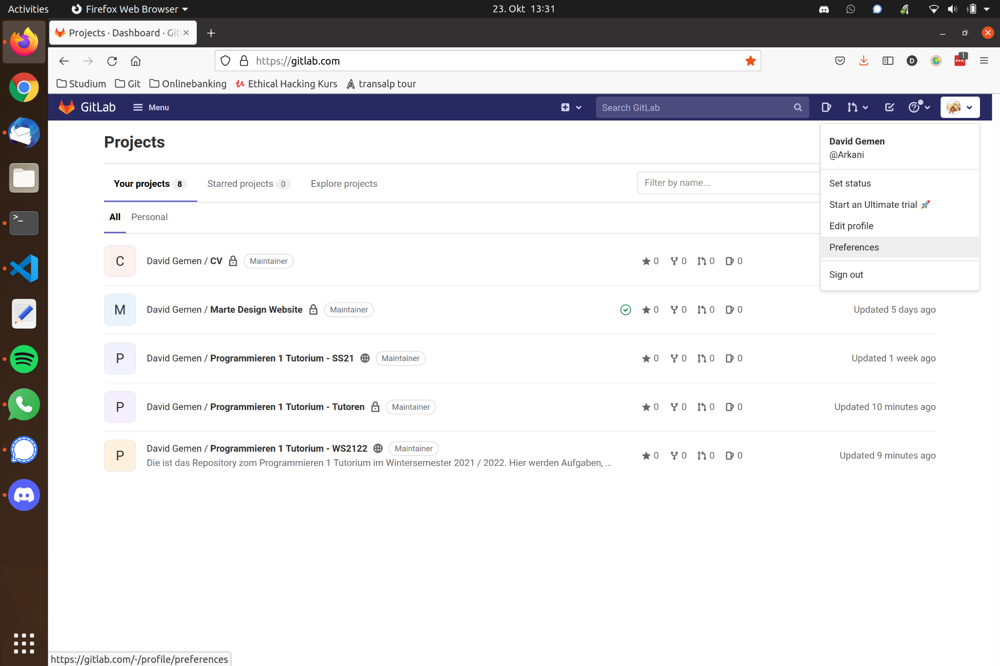 Activities Firefox Web Browser 23. Okt 13:31
Projects · Dashboard · Git
https://gitlab.com
1
D
Studium Git Onlinebanking Ethical Hacking Kurs transalp tour
GitLab Menu Search GitLab
David Gemen
@Arkani
Set status
Start an Ultimate trial 🚀
Edit profile
Preferences
Sign out
Projects
Your projects 8 Starred projects 0 Explore projects Filter by name...
All Personal
C David Gemen / CV Maintainer 0 0 0 0
M David Gemen / Marte Design Website Maintainer 0 0 0 0 Updated 5 days ago
P David Gemen / Programmieren 1 Tutorium - SS21 Maintainer 0 0 0 0 Updated 1 week ago
P David Gemen / Programmieren 1 Tutorium - Tutoren Maintainer 0 0 0 0 Updated 10 minutes ago
P David Gemen / Programmieren 1 Tutorium - WS2122 Maintainer 0 0 0 0 Updated 9 minutes ago
Die ist das Repository zom Programmieren 1 Tutorium im Wintersemester 2021 / 2022. Hier werden Aufgaben, ...
https://gitlab.com/-/profile/preferences